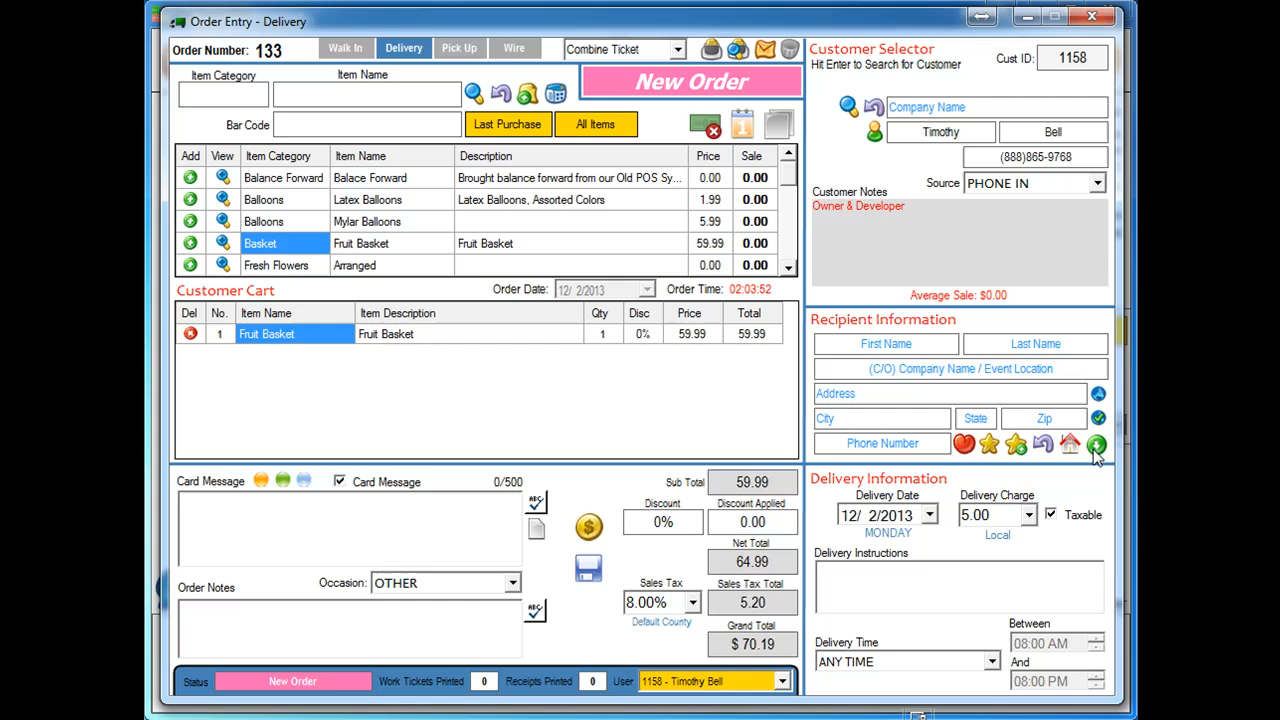 Order Entry - Delivery
Order Number: 133
Walk In
Delivery
Pick Up
Wire
Combine Ticket
Item Category
Item Name
New Order
Bar Code
Last Purchase
All Items
Add View Item Category Item Name Description Price Sale
Balance Forward Balace Forward Brought balance forward from our Old POS Sy... 0.00 0.00
Balloons Latex Balloons Latex Balloons, Assorted Colors 1.99 0.00
Balloons Mylar Balloons 5.99 0.00
Basket Fruit Basket Fruit Basket 59.99 0.00
Fresh Flowers Arranged 0.00 0.00
Customer Cart
Order Date: 12/ 2/2013
Order Time: 02:03:52
Del No. Item Name Item Description Qty Disc Price Total
1 Fruit Basket Fruit Basket 1 0% 59.99 59.99
Card Message
Card Message
0/500
ABC
Order Notes
Occasion: OTHER
ABC
Sub Total 59.99
Discount Discount Applied
0% 0.00
Net Total
64.99
Sales Tax Sales Tax Total
8.00% 5.20
Default County
Grand Total
$ 70.19
Status New Order Work Tickets Printed 0 Receipts Printed 0 User 1158 - Timothy Bell
Customer Selector
Hit Enter to Search for Customer
Cust ID: 1158
Company Name
Timothy Bell
(888)865-9768
Source PHONE IN
Customer Notes
Owner & Developer
Average Sale: $0.00
Recipient Information
First Name Last Name
(C/O) Company Name / Event Location
Address
City State Zip
Phone Number
Delivery Information
Delivery Date Delivery Charge
12/ 2/2013 5.00 Taxable
MONDAY Local
Delivery Instructions
Between
08:00 AM
Delivery Time
And
ANY TIME
08:00 PM